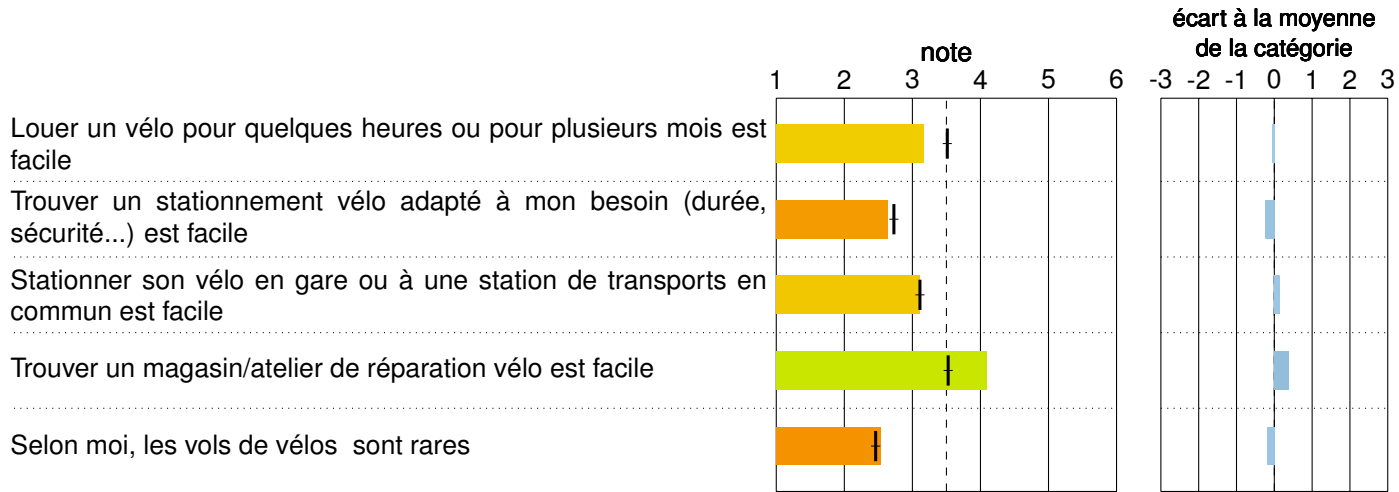 écart à la moyenne
note de la catégorie
1 2 3 4 5 6 -3 -2 -1 0 1 2 3
Louer un vélo pour quelques heures ou pour plusieurs mois est
facile
Trouver un stationnement vélo adapté à mon besoin (durée,
sécurité...) est facile
Stationner son vélo en gare ou à une station de transports en
commun est facile
Trouver un magasin/atelier de réparation vélo est facile
Selon moi, les vols de vélos sont rares